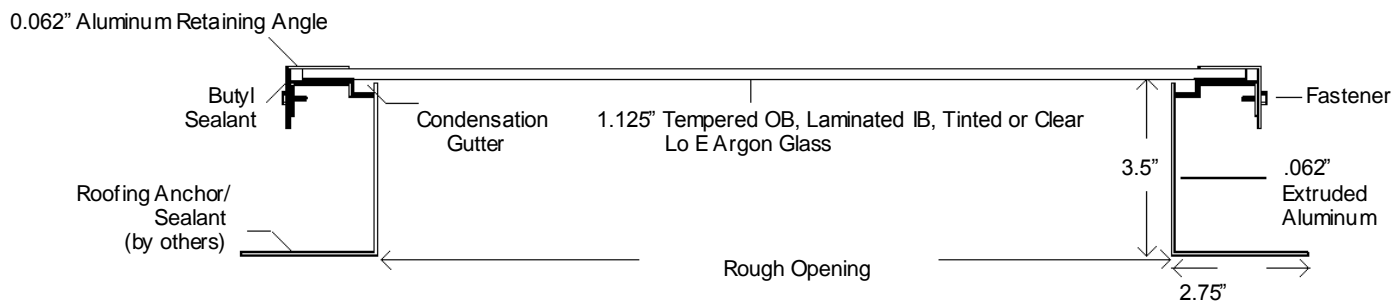 0.062” Aluminum Retaining Angle
Butyl
Sealant
Condensation
Gutter
1.125” Tempered OB, Laminated IB, Tinted or Clear
Lo E Argon Glass
Fastener
3.5”
.062”
Extruded
Aluminum
Roofing Anchor/
Sealant
(by others)
Rough Opening
2.75”